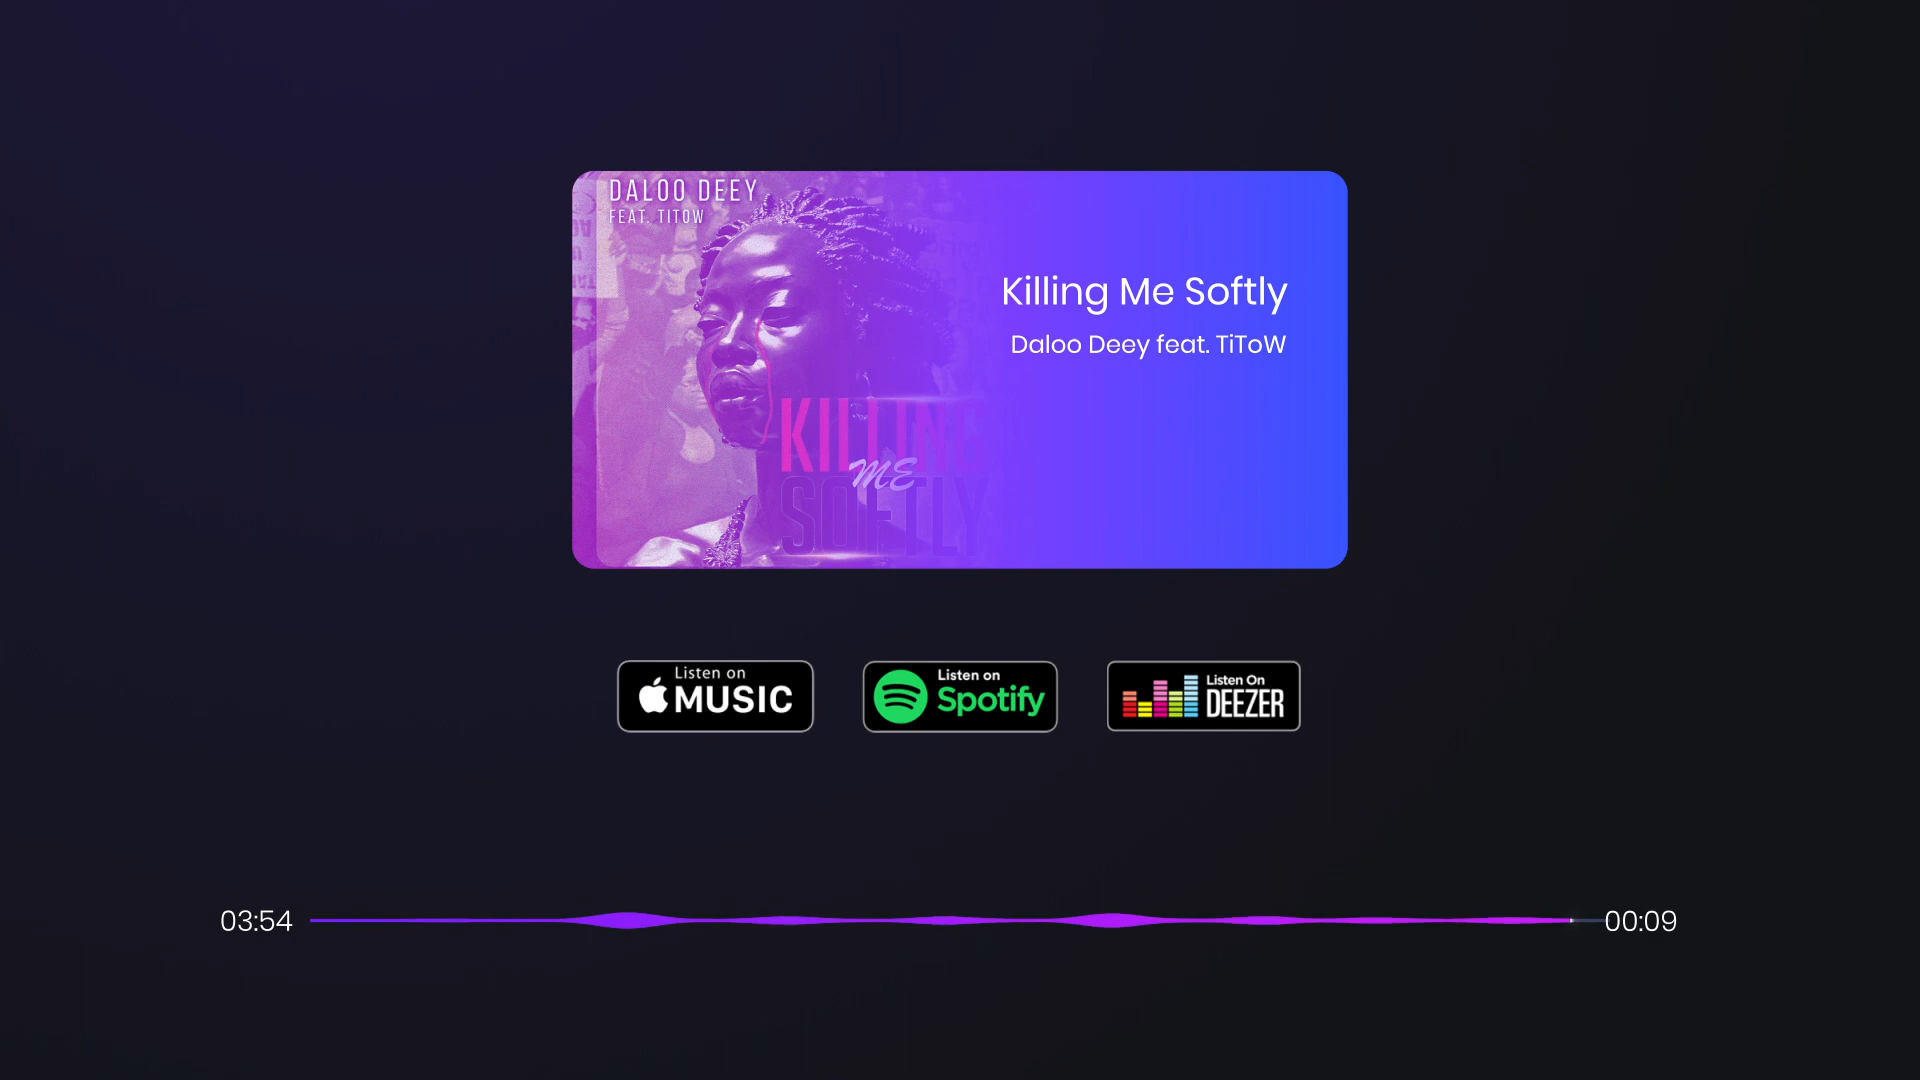 DALOO DEEY
FEAT. TITOW
Killing Me Softly
Daloo Deey feat. TiToW
KILLING
ME
SOFTLY
Listen on
MUSIC
Listen on
Spotify
Listen On
DEEZER
03:54
00:09